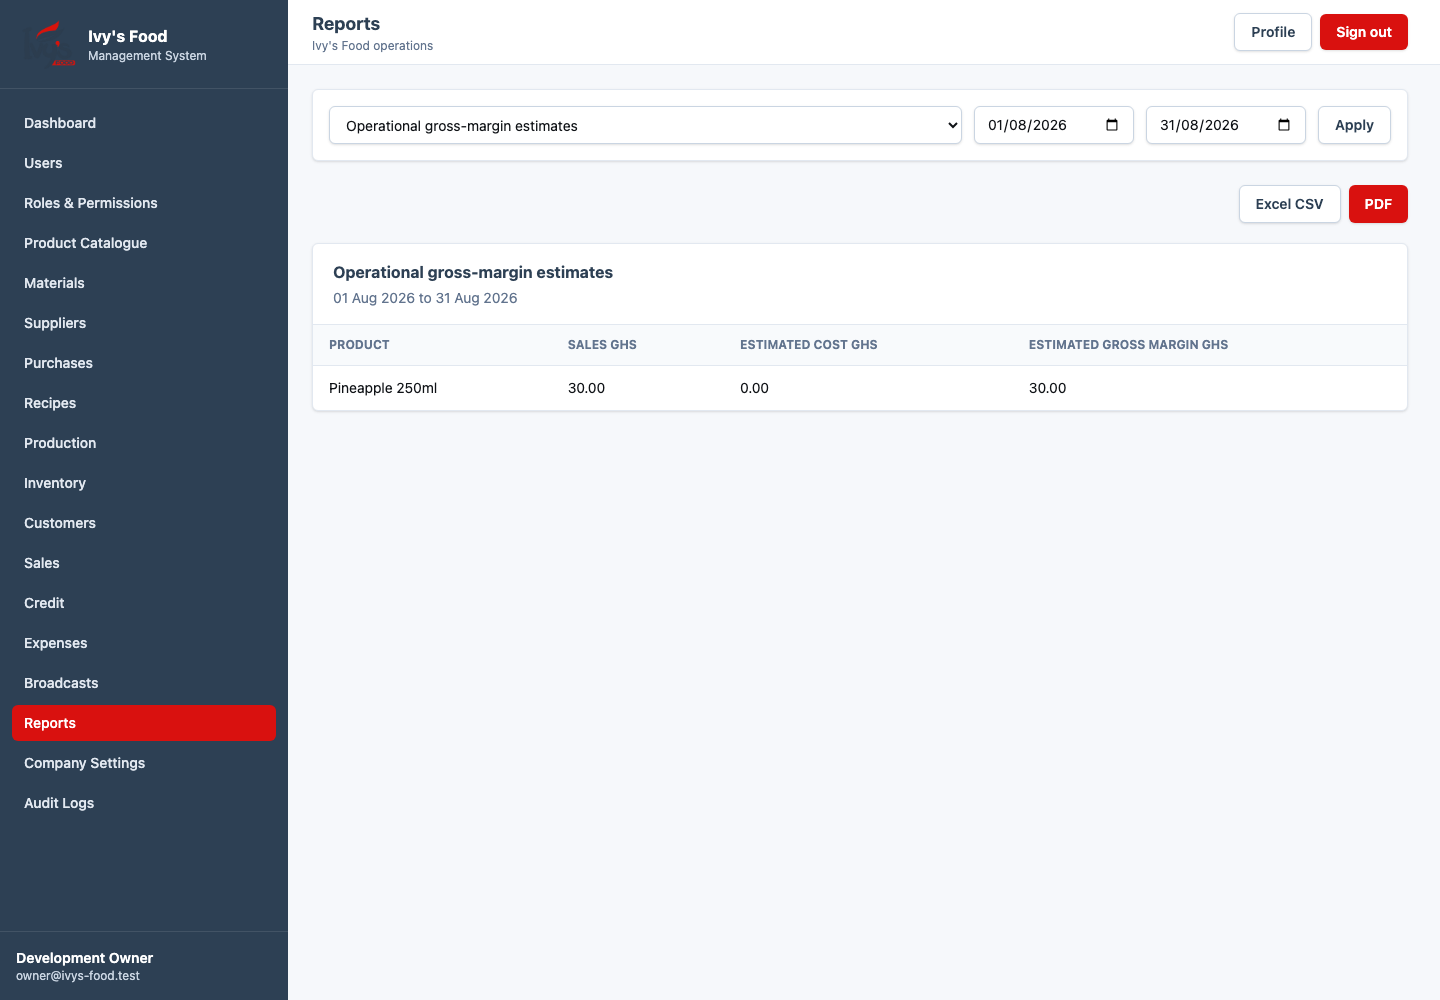 Ivy's Food
Management System
Dashboard
Users
Roles & Permissions
Product Catalogue
Materials
Suppliers
Purchases
Recipes
Production
Inventory
Customers
Sales
Credit
Expenses
Broadcasts
Reports
Company Settings
Audit Logs
Development Owner
owner@ivys-food.test
Reports
Ivy's Food operations
Profile
Sign out
Operational gross-margin estimates
01/08/2026
31/08/2026
Apply
Excel CSV
PDF
Operational gross-margin estimates
01 Aug 2026 to 31 Aug 2026
PRODUCT SALES GHS ESTIMATED COST GHS ESTIMATED GROSS MARGIN GHS
Pineapple 250ml 30.00 0.00 30.00